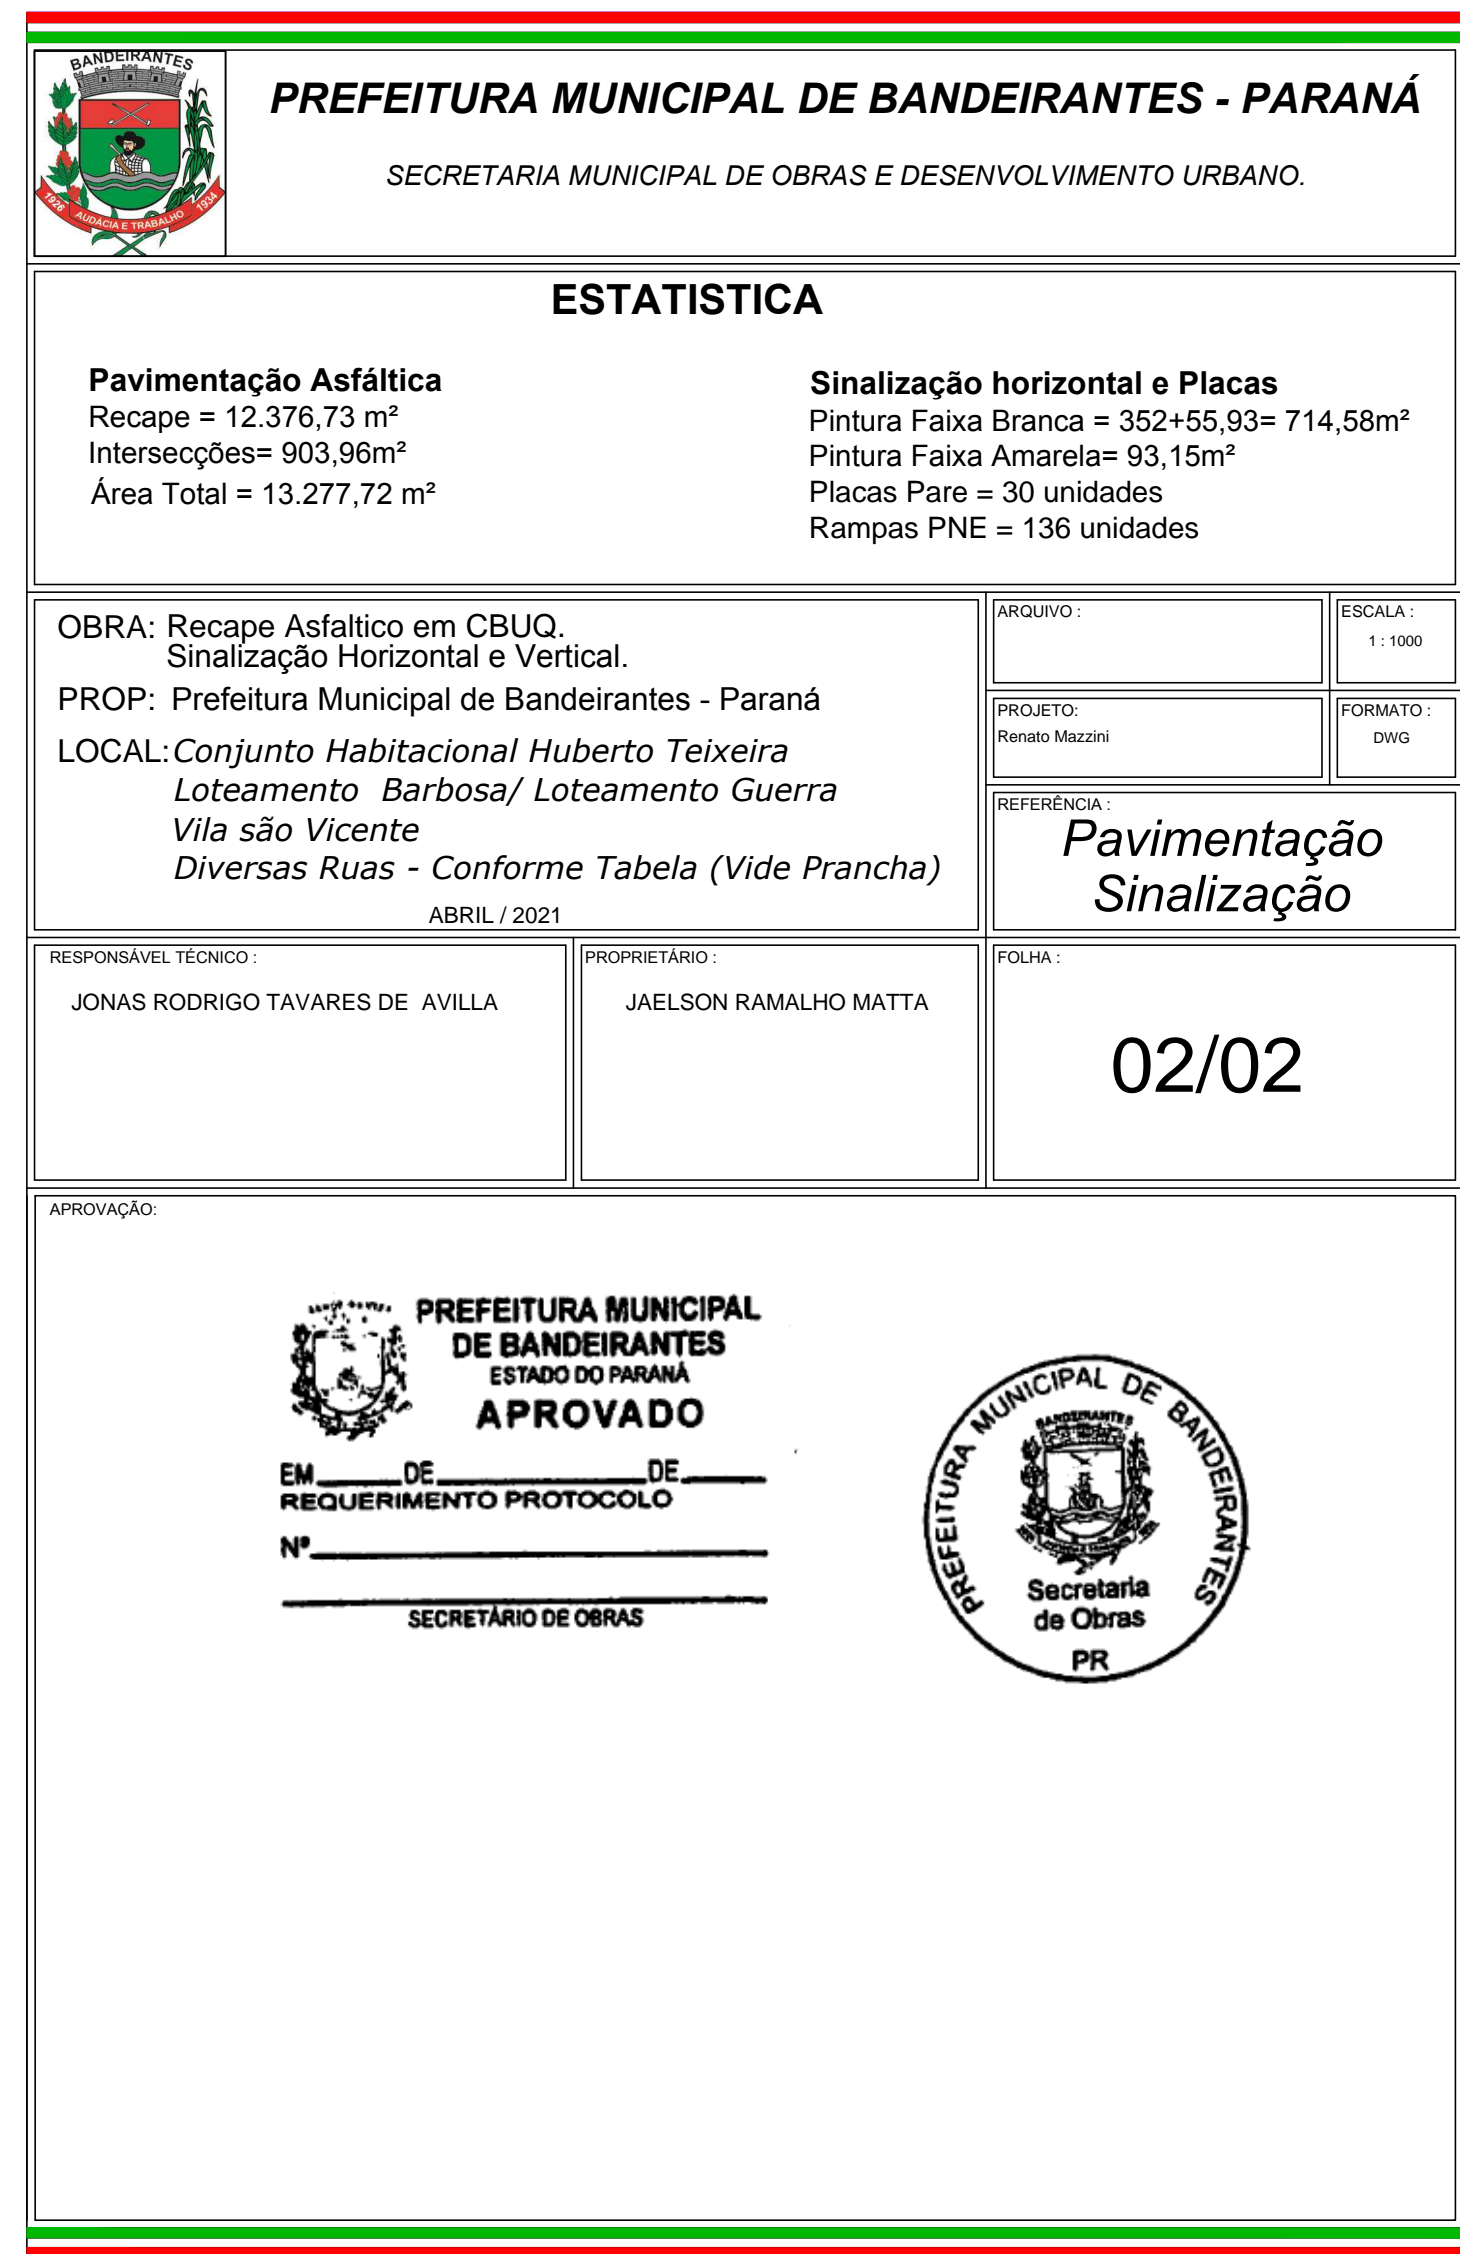 BANDEIRANTES
1926 AUDÁCIA E TRABALHO 1934
PREFEITURA MUNICIPAL DE BANDEIRANTES - PARANÁ
SECRETARIA MUNICIPAL DE OBRAS E DESENVOLVIMENTO URBANO.
ESTATISTICA
Pavimentação Asfáltica
Recape = 12.376,73 m²
Intersecções= 903,96m²
Área Total = 13.277,72 m²
Sinalização horizontal e Placas
Pintura Faixa Branca = 352+55,93= 714,58m²
Pintura Faixa Amarela= 93,15m²
Placas Pare = 30 unidades
Rampas PNE = 136 unidades
OBRA: Recape Asfaltico em CBUQ.
Sinalização Horizontal e Vertical.
PROP: Prefeitura Municipal de Bandeirantes - Paraná
LOCAL: Conjunto Habitacional Huberto Teixeira
Loteamento Barbosa/ Loteamento Guerra
Vila são Vicente
Diversas Ruas - Conforme Tabela (Vide Prancha)
ABRIL / 2021
ARQUIVO :
ESCALA :
1 : 1000
PROJETO:
Renato Mazzini
FORMATO :
DWG
REFERÊNCIA :
Pavimentação
Sinalização
RESPONSÁVEL TÉCNICO :
JONAS RODRIGO TAVARES DE AVILLA
PROPRIETÁRIO :
JAELSON RAMALHO MATTA
FOLHA :
02/02
APROVAÇÃO:
PREFEITURA MUNICIPAL
DE BANDEIRANTES
ESTADO DO PARANÁ
APROVADO
EM______DE______________DE______
REQUERIMENTO PROTOCOLO
Nº______________________________
SECRETÁRIO DE OBRAS
PREFEITURA MUNICIPAL DE BANDEIRANTES
BANDEIRANTES
Secretaria
de Obras
PR